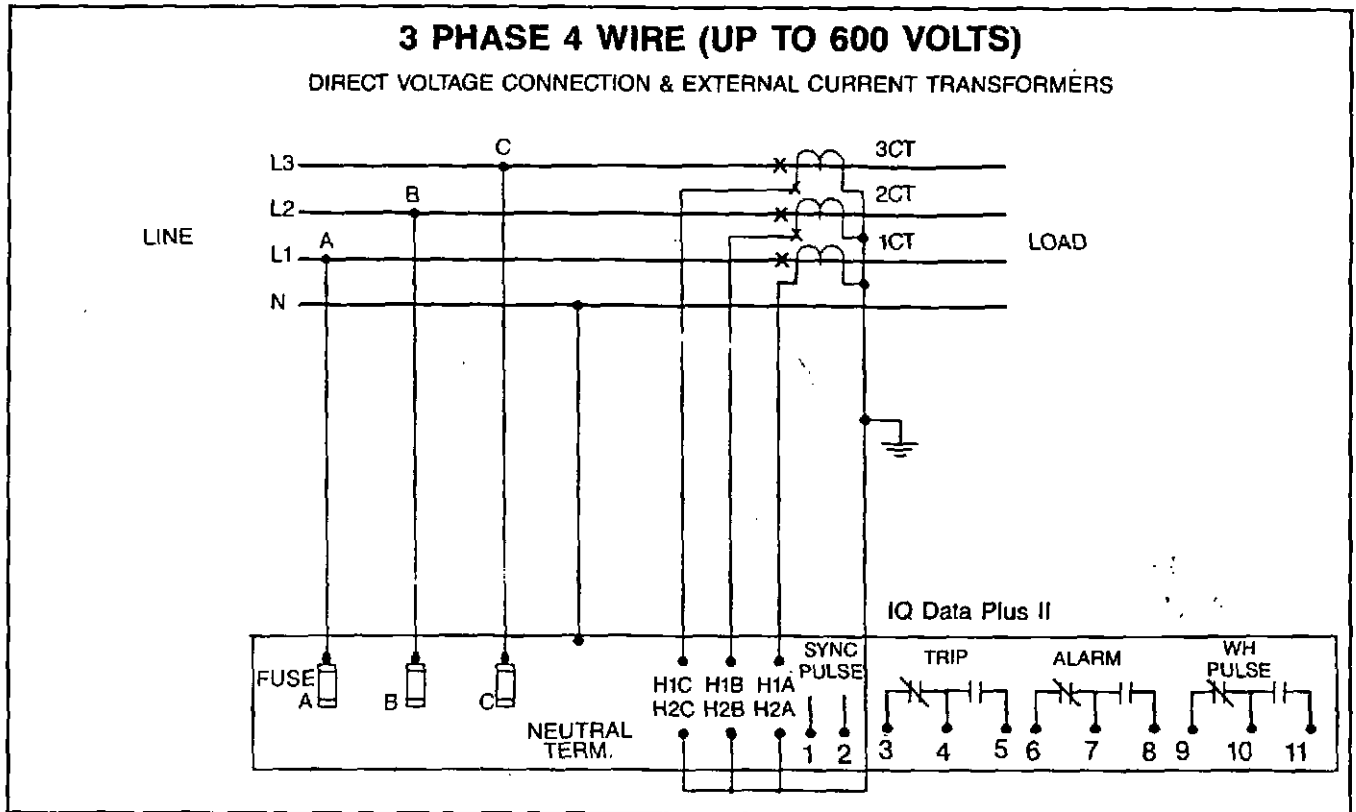 3 PHASE 4 WIRE (UP TO 600 VOLTS)
DIRECT VOLTAGE CONNECTION & EXTERNAL CURRENT TRANSFORMERS
C
L3
3CT
B
L2
2CT
LINE
A
L1
1CT
LOAD
N
IQ Data Plus II
FUSE
A
B
C
NEUTRAL
TERM.
H1C H1B H1A
H2C H2B H2A
SYNC
PULSE
1 2
TRIP
3 4 5
ALARM
6 7 8
WH
PULSE
9 10 11